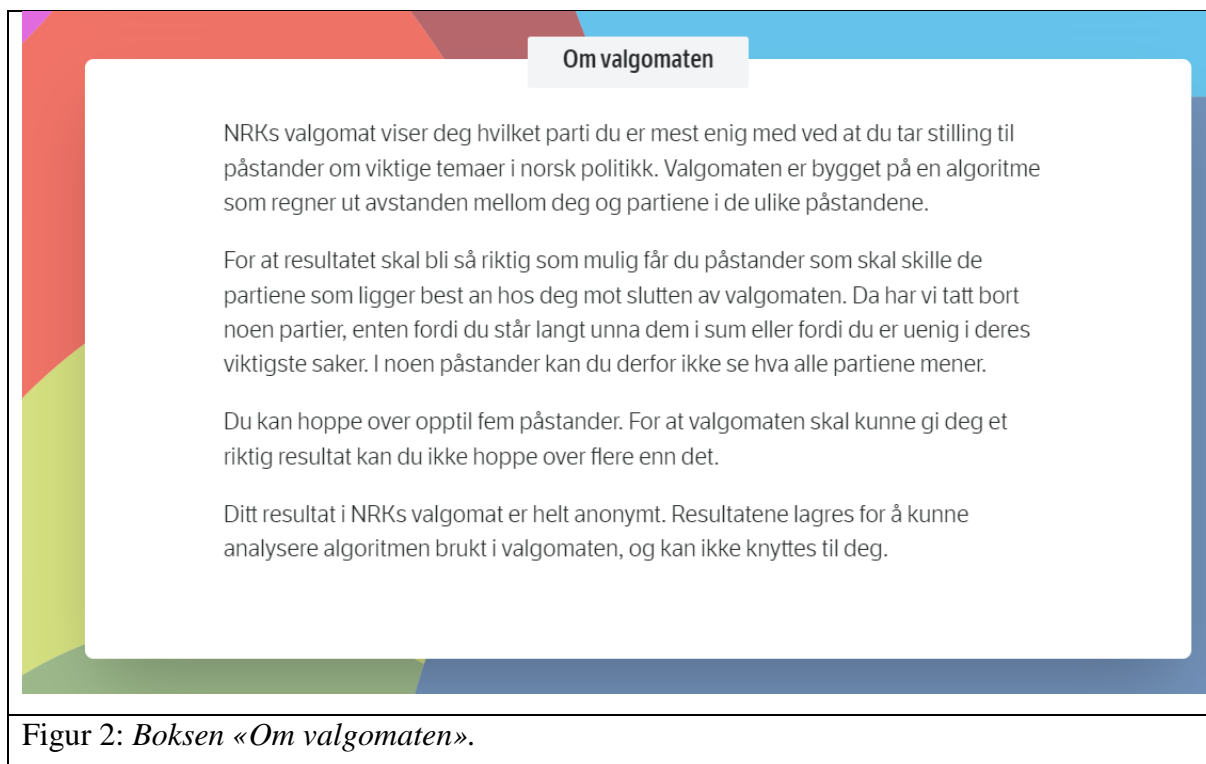 Om valgomaten
NRKs valgomat viser deg hvilket parti du er mest enig med ved at du tar stilling til
påstander om viktige temaer i norsk politikk. Valgomaten er bygget på en algoritme
som regner ut avstanden mellom deg og partiene i de ulike påstandene.
For at resultatet skal bli så riktig som mulig får du påstander som skal skille de
partiene som ligger best an hos deg mot slutten av valgomaten. Da har vi tatt bort
noen partier, enten fordi du står langt unna dem i sum eller fordi du er uenig i deres
viktigste saker. I noen påstander kan du derfor ikke se hva alle partiene mener.
Du kan hoppe over opptil fem påstander. For at valgomaten skal kunne gi deg et
riktig resultat kan du ikke hoppe over flere enn det.
Ditt resultat i NRKs valgomat er helt anonymt. Resultatene lagres for å kunne
analysere algoritmen brukt i valgomaten, og kan ikke knyttes til deg.
Figur 2: Boksen «Om valgomaten».